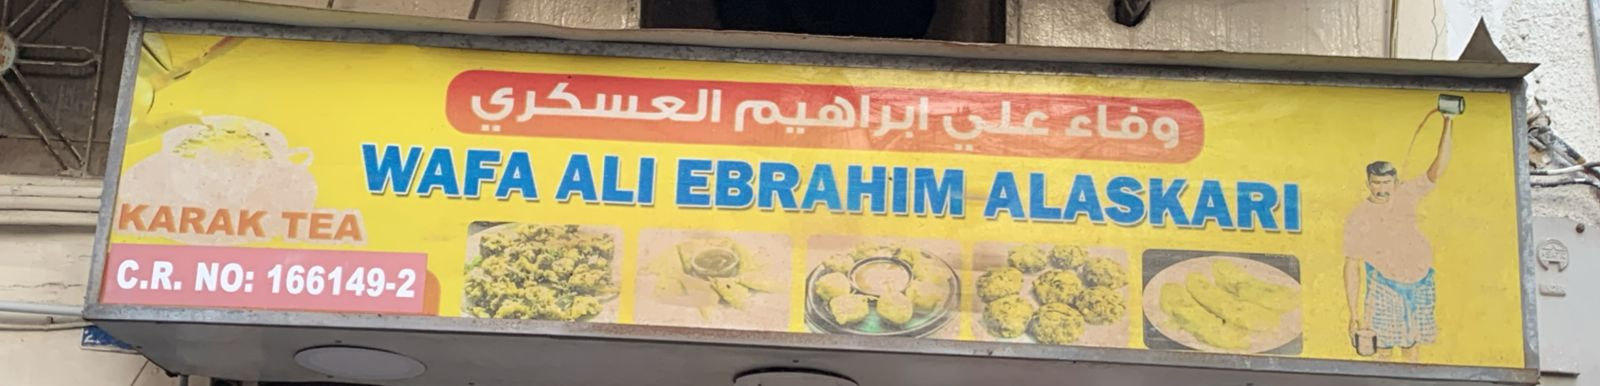 وفاء علي ابراهيم العسكري
WAFA ALI EBRAHIM ALASKARI
KARAK TEA
C.R. NO: 166149-2